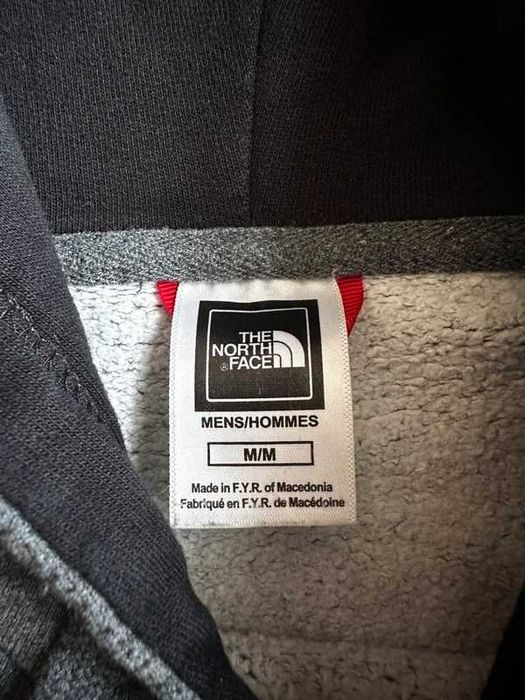 THE
NORTH
®FACE
MENS/HOMMES
M/M
Made in F.Y.R. of Macedonia
Fabriqué en F.Y.R. de Macédoine